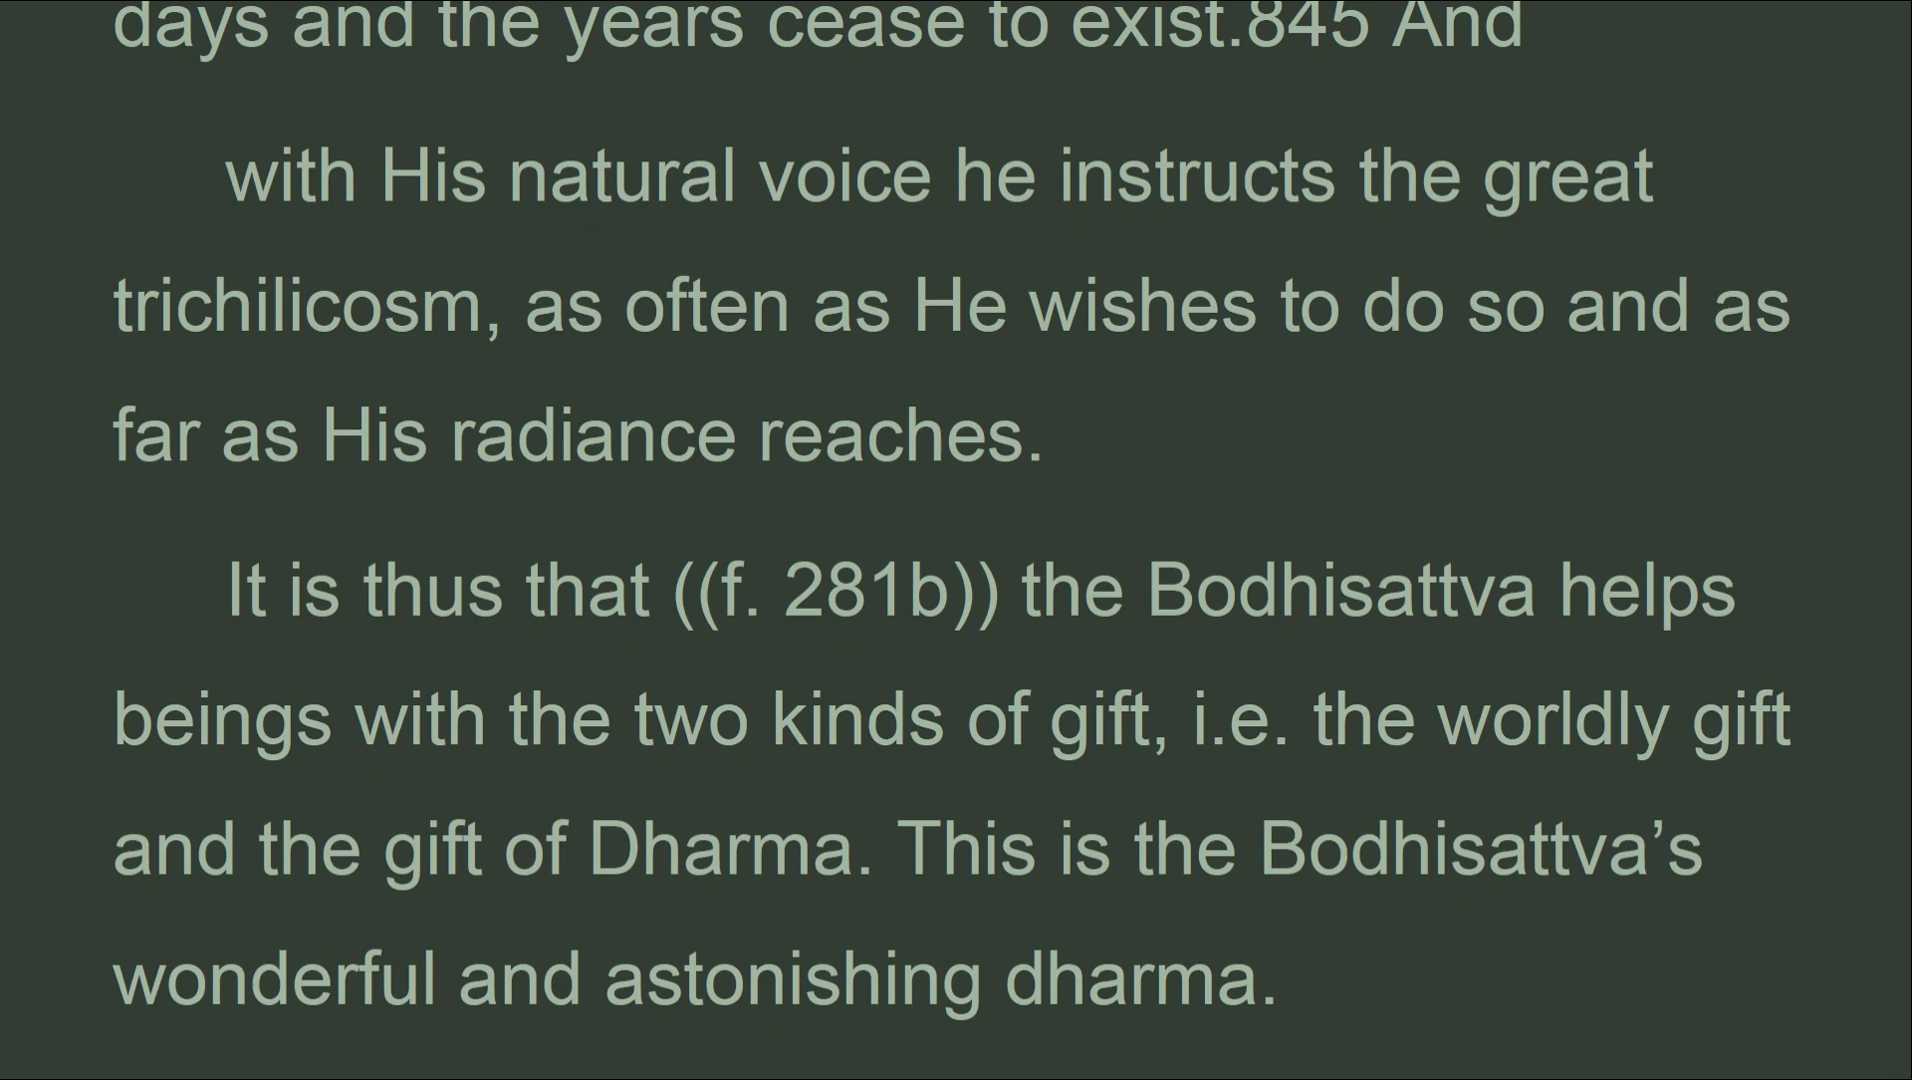 days and the years cease to exist.845 And
with His natural voice he instructs the great
trichilicosm, as often as He wishes to do so and as
far as His radiance reaches.
It is thus that ((f. 281b)) the Bodhisattva helps
beings with the two kinds of gift, i.e. the worldly gift
and the gift of Dharma. This is the Bodhisattva’s
wonderful and astonishing dharma.